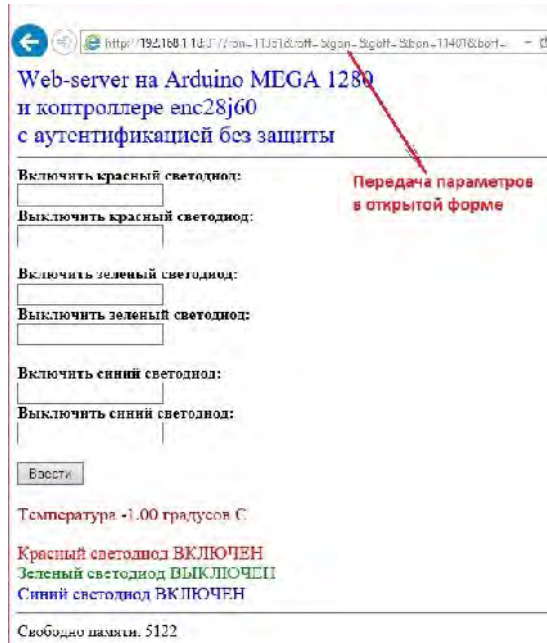 Web-server на Arduino MEGA 1280
и контроллере enc28j60
с аутентификацией без защиты
Включить красный светодиод:
Передача параметров
в открытой форме
Выключить красный светодиод:
Включить зеленый светодиод:
Выключить зеленый светодиод:
Включить синий светодиод:
Выключить синий светодиод:
Ввести
Температура -1.00 градусов С
Красный светодиод ВКЛЮЧЕН
Зеленый светодиод ВЫКЛЮЧЕН
Синий светодиод ВКЛЮЧЕН
Свободно памяти: 5122